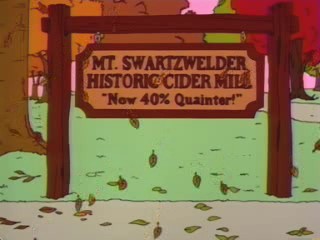 MT. SWARTZWELDER
HISTORIC CIDER MILL
"Now 40% Quainter!"